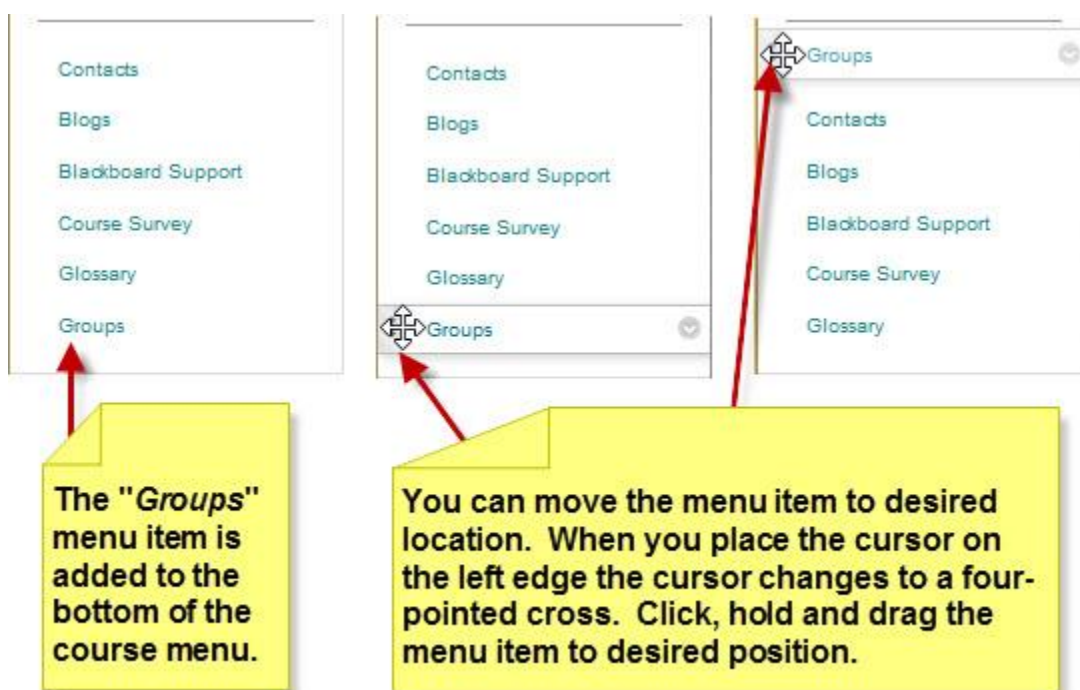 Contacts
Blogs
Blackboard Support
Course Survey
Glossary
Groups
Contacts
Blogs
Blackboard Support
Course Survey
Glossary
Groups
Groups
Contacts
Blogs
Blackboard Support
Course Survey
Glossary
The "Groups"
menu item is
added to the
bottom of the
course menu.
You can move the menu item to desired
location. When you place the cursor on
the left edge the cursor changes to a four-
pointed cross. Click, hold and drag the
menu item to desired position.